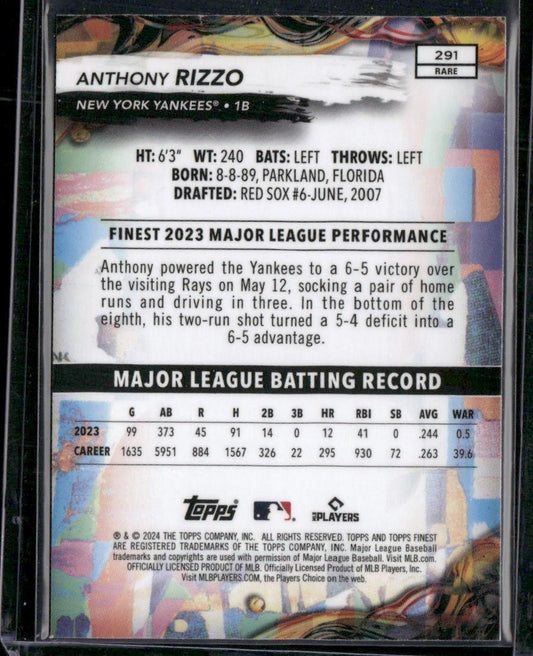 291
RARE
ANTHONY RIZZO
NEW YORK YANKEES® • 1B
HT: 6'3" WT: 240 BATS: LEFT THROWS: LEFT
BORN: 8-8-89, PARKLAND, FLORIDA
DRAFTED: RED SOX #6-JUNE, 2007
FINEST 2023 MAJOR LEAGUE PERFORMANCE
Anthony powered the Yankees to a 6-5 victory over
the visiting Rays on May 12, socking a pair of home
runs and driving in three. In the bottom of the
eighth, his two-run shot turned a 5-4 deficit into a
6-5 advantage.
MAJOR LEAGUE BATTING RECORD
G AB R H 2B 3B HR RBI SB AVG WAR
2023 99 373 45 91 14 0 12 41 0 .244 0.5
CAREER 1635 5951 884 1567 326 22 295 930 72 .263 39.6
Topps
PLAYERS
® & © 2024 THE TOPPS COMPANY, INC. ALL RIGHTS RESERVED. TOPPS AND TOPPS FINEST
ARE REGISTERED TRADEMARKS OF THE TOPPS COMPANY, INC. Major League Baseball
trademarks and copyrights are used with permission of Major League Baseball. Visit MLB.com.
OFFICIALLY LICENSED PRODUCT OF MLB. Officially Licensed Product of MLB Players, Inc.
Visit MLBPLAYERS.com, the Players Choice on the web.